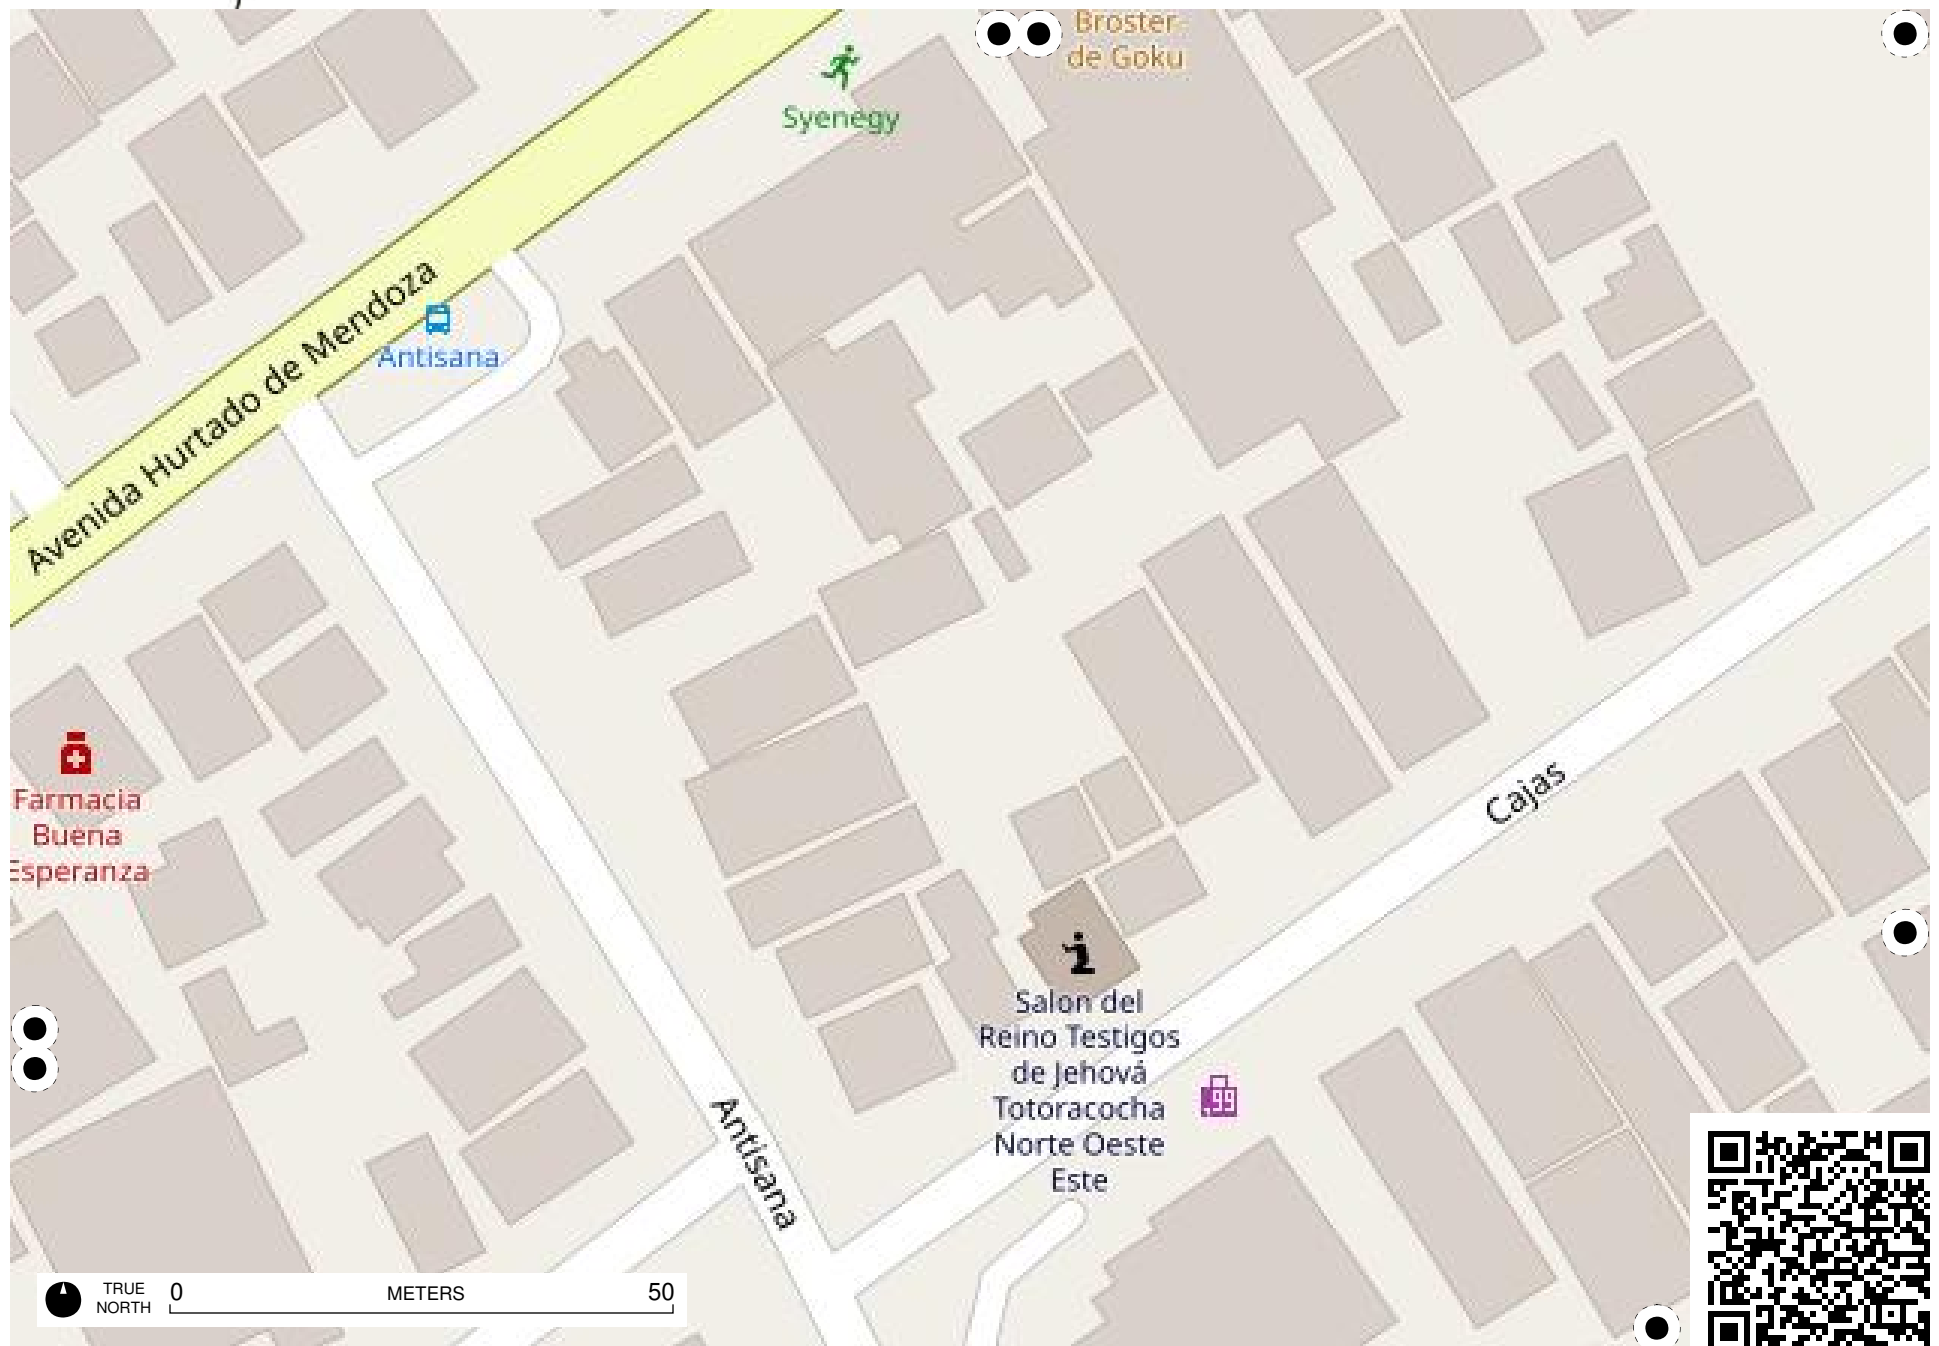 Broster
de Goku
Syenegy
Avenida Hurtado de Mendoza
Antisana
Farmacia
Buena
Esperanza
Cajas
Salon del
Reino Testigos
de Jehová
Totoracocha
Norte Oeste
Este
Antisana
TRUE
NORTH
0
METERS
50